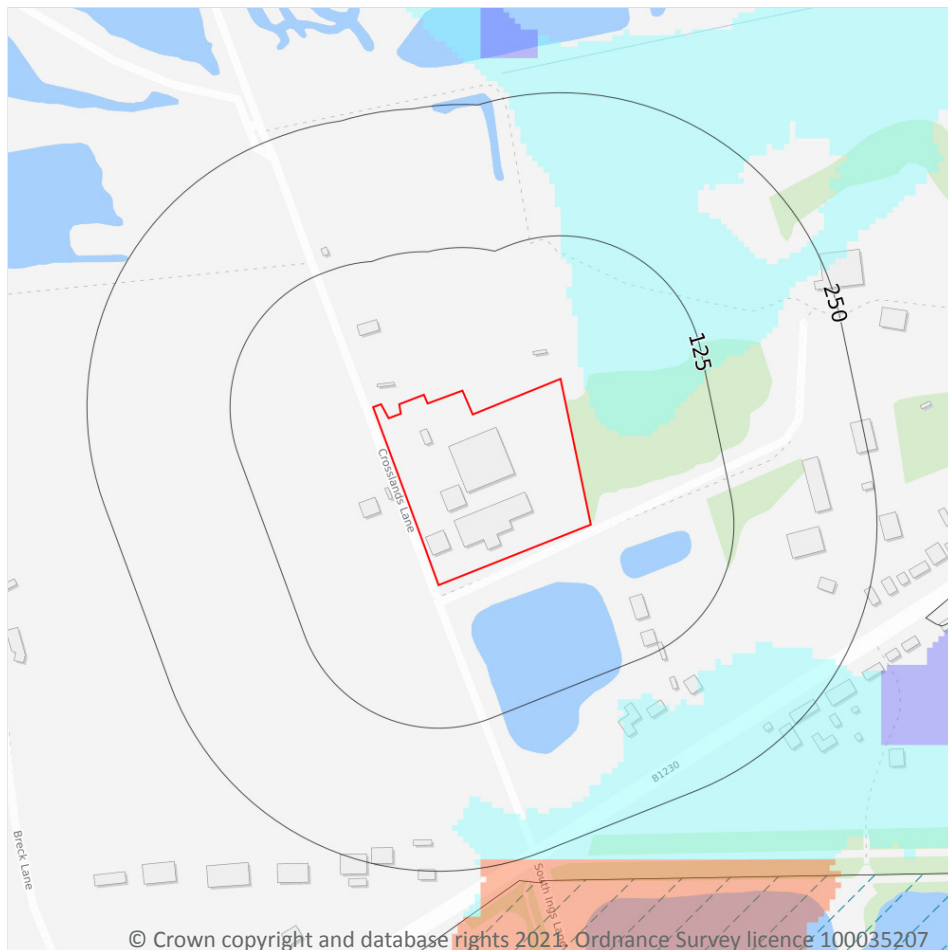 250
125
Crosslands Lane
B1230
Breck Lane
South Ings La
© Crown copyright and database rights 2021. Ordnance Survey licence 100035207